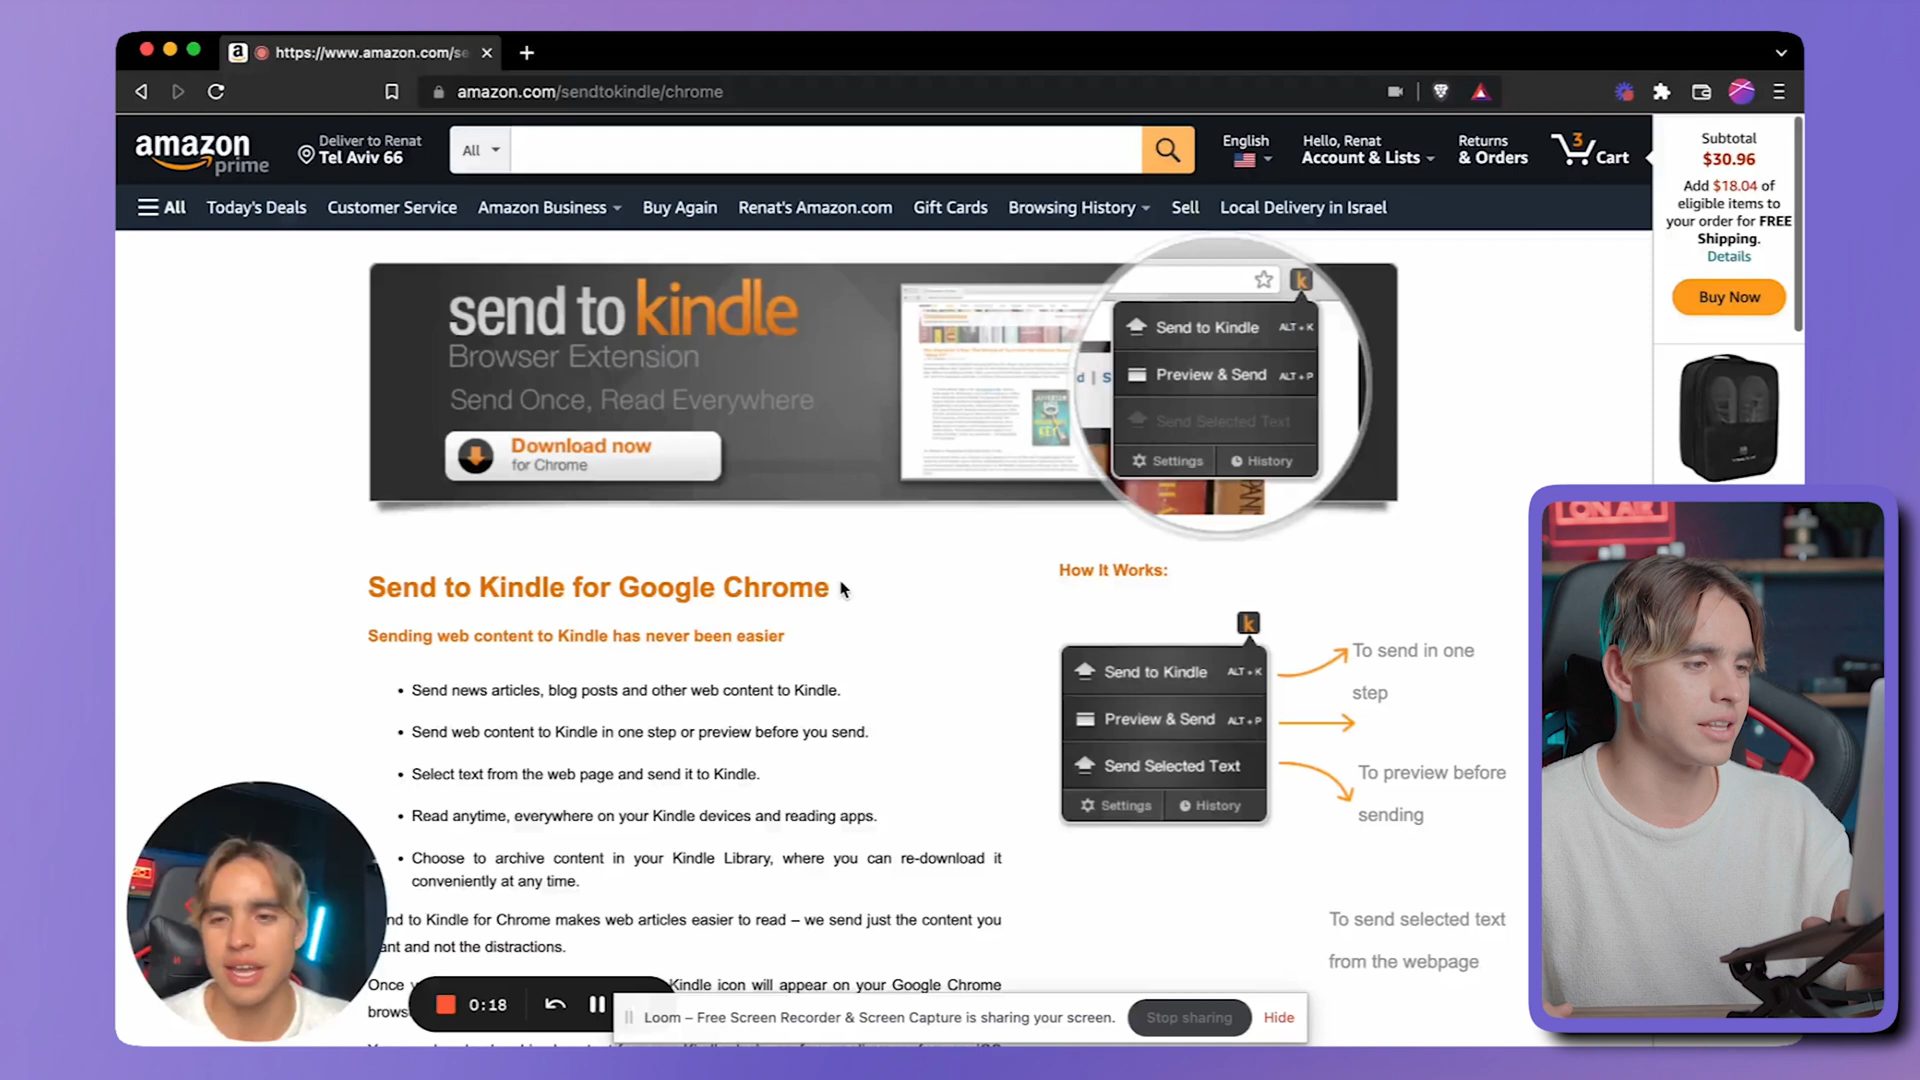 https://www.amazon.com/se
amazon.com/sendtokindle/chrome
amazon prime
Deliver to Renat
Tel Aviv 66
All
English
Hello, Renat
Account & Lists
Returns
& Orders
3
Cart
Subtotal
$30.96
Add $18.04 of
eligible items to
your order for FREE
Shipping.
Details
Buy Now
All
Today's Deals
Customer Service
Amazon Business
Buy Again
Renat's Amazon.com
Gift Cards
Browsing History
Sell
Local Delivery in Israel
send to kindle
Browser Extension
Send Once, Read Everywhere
Download now
for Chrome
k
Send to Kindle ALT + K
Preview & Send ALT + P
Send Selected Text
Settings
History
Send to Kindle for Google Chrome
Sending web content to Kindle has never been easier
• Send news articles, blog posts and other web content to Kindle.
• Send web content to Kindle in one step or preview before you send.
• Select text from the web page and send it to Kindle.
• Read anytime, everywhere on your Kindle devices and reading apps.
• Choose to archive content in your Kindle Library, where you can re-download it
conveniently at any time.
nd to Kindle for Chrome makes web articles easier to read – we send just the content you
ant and not the distractions.
Once Kindle icon will appear on your Google Chrome
brows
How It Works:
k
Send to Kindle ALT + K
Preview & Send ALT + P
Send Selected Text
Settings
History
To send in one
step
To preview before
sending
To send selected text
from the webpage
ON AIR
0:18
Loom – Free Screen Recorder & Screen Capture is sharing your screen.
Stop sharing
Hide